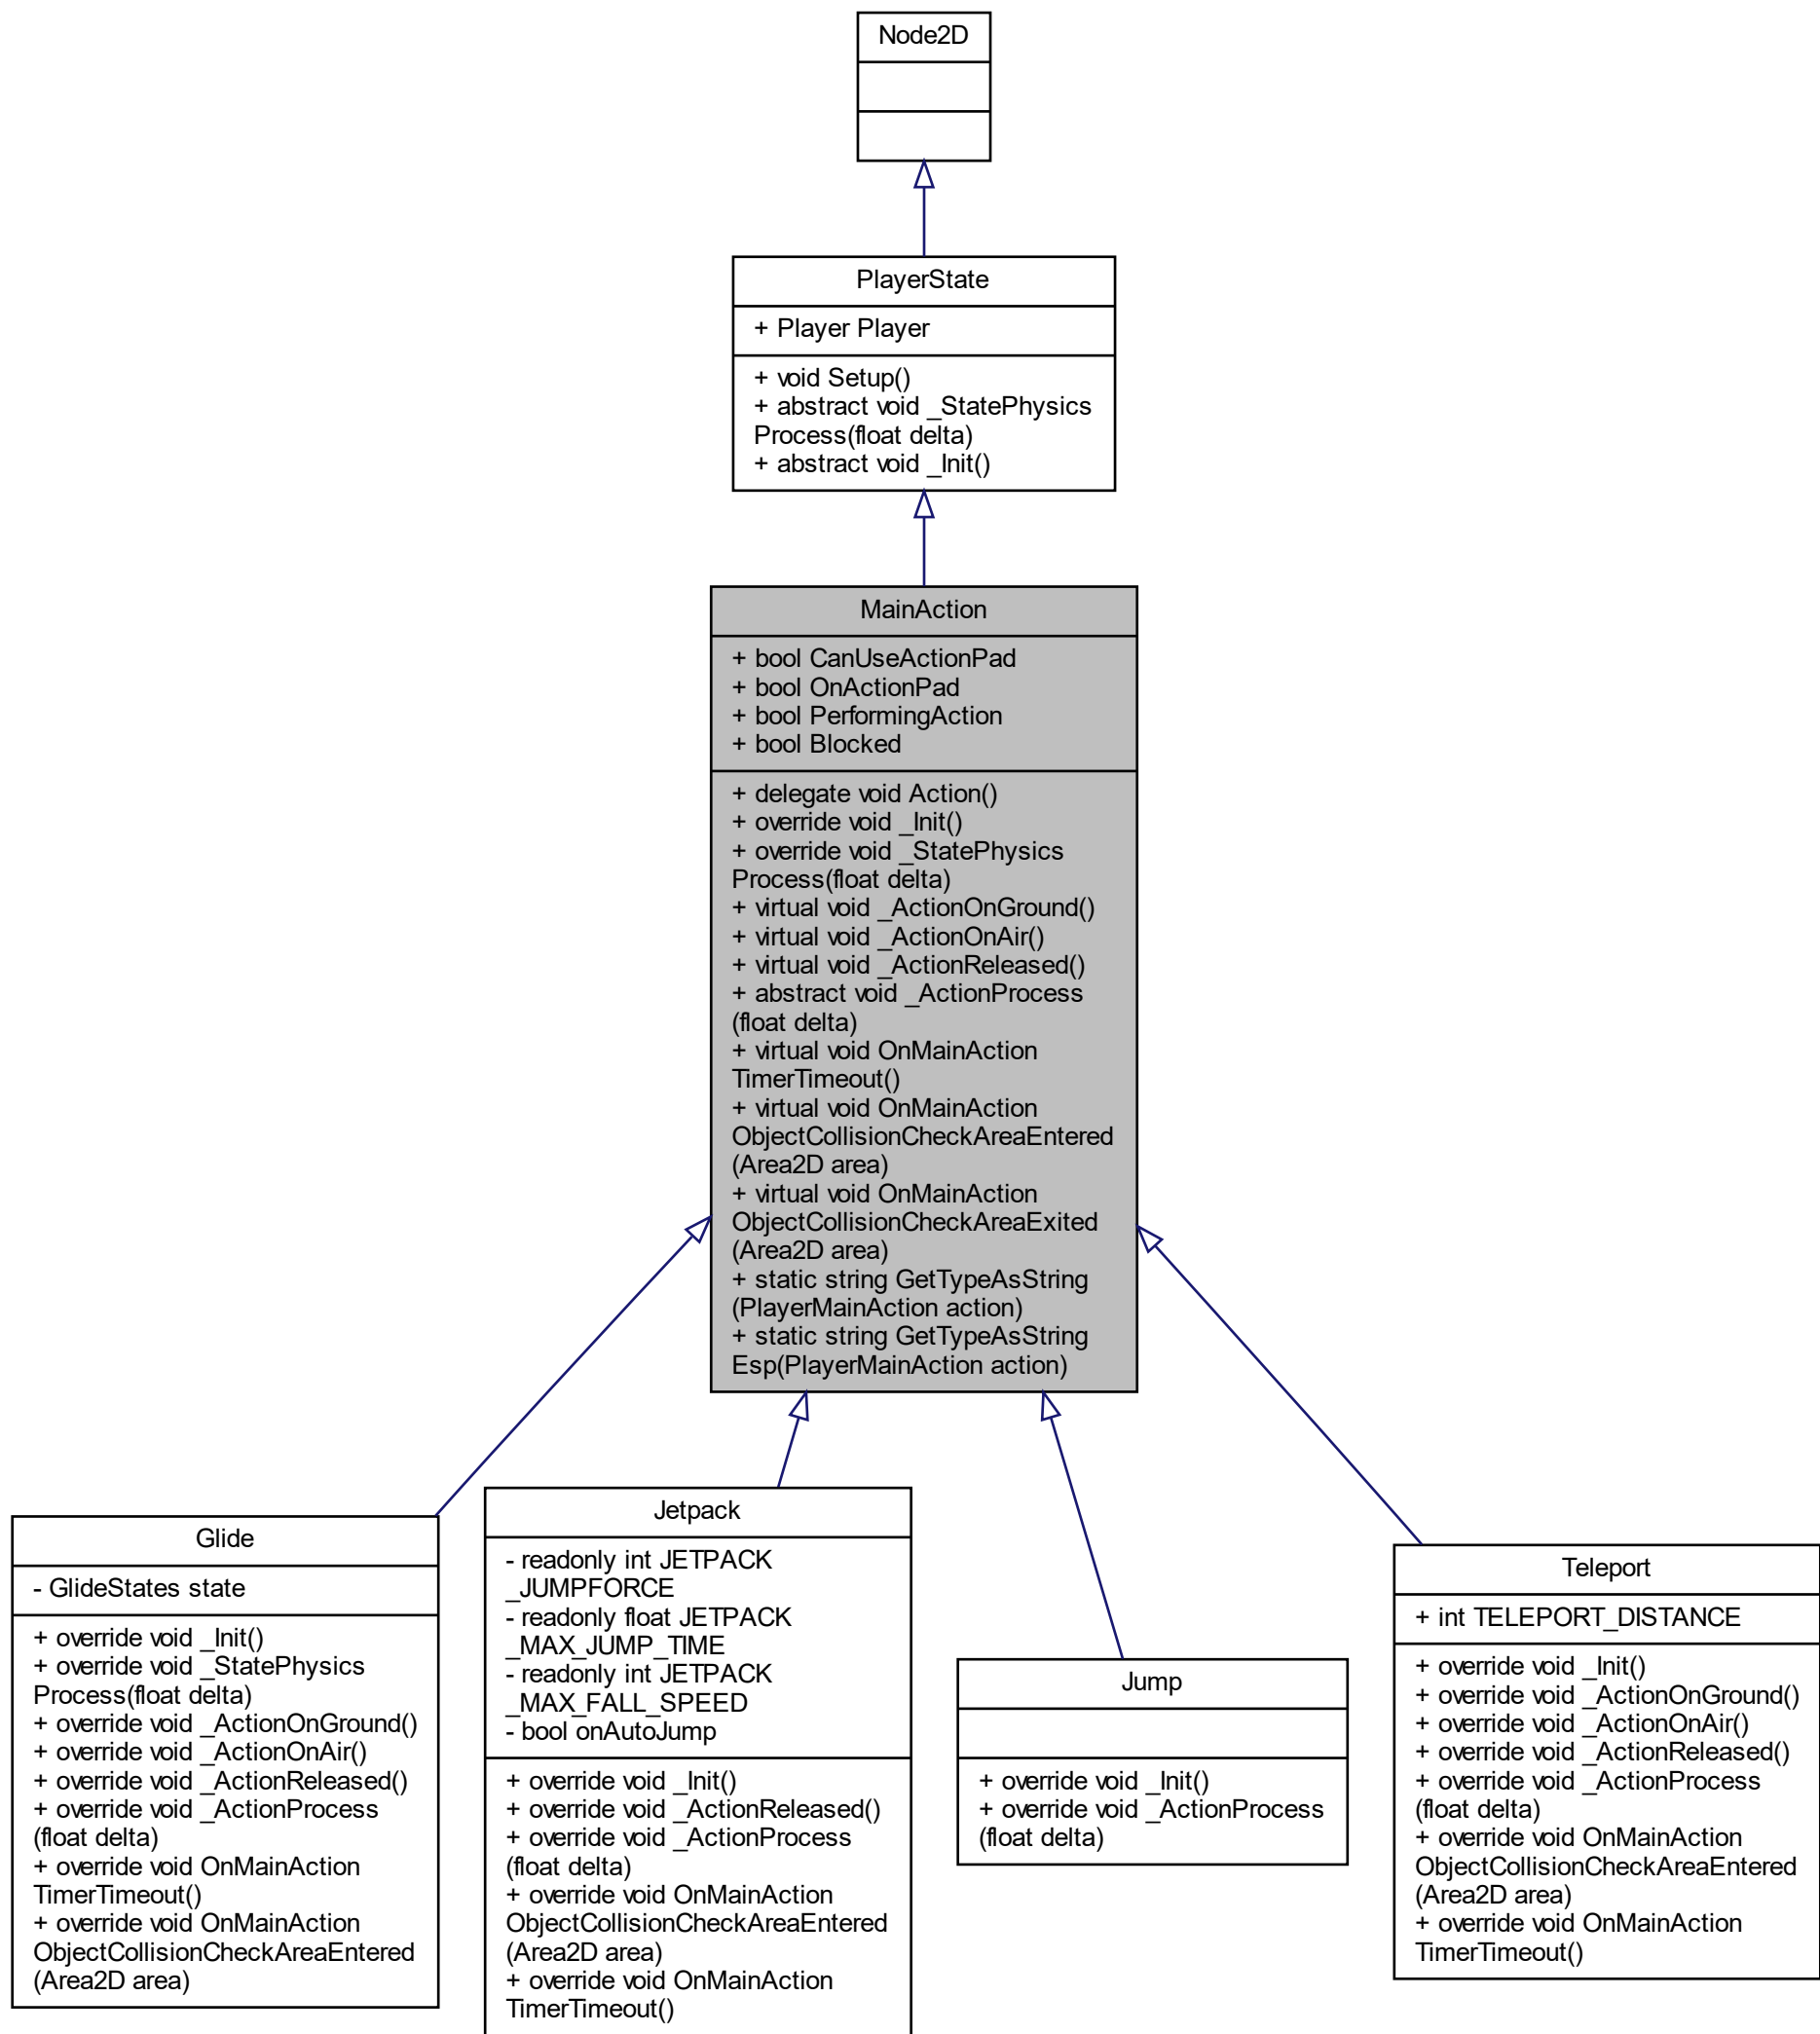 Node2D
PlayerState
+ Player Player
+ void Setup()
+ abstract void _StatePhysics
Process(float delta)
+ abstract void _Init()
MainAction
+ bool CanUseActionPad
+ bool OnActionPad
+ bool PerformingAction
+ bool Blocked
+ delegate void Action()
+ override void _Init()
+ override void _StatePhysics
Process(float delta)
+ virtual void _ActionOnGround()
+ virtual void _ActionOnAir()
+ virtual void _ActionReleased()
+ abstract void _ActionProcess
(float delta)
+ virtual void OnMainAction
TimerTimeout()
+ virtual void OnMainAction
ObjectCollisionCheckAreaEntered
(Area2D area)
+ virtual void OnMainAction
ObjectCollisionCheckAreaExited
(Area2D area)
+ static string GetTypeAsString
(PlayerMainAction action)
+ static string GetTypeAsString
Esp(PlayerMainAction action)
Glide
- GlideStates state
+ override void _Init()
+ override void _StatePhysics
Process(float delta)
+ override void _ActionOnGround()
+ override void _ActionOnAir()
+ override void _ActionReleased()
+ override void _ActionProcess
(float delta)
+ override void OnMainAction
TimerTimeout()
+ override void OnMainAction
ObjectCollisionCheckAreaEntered
(Area2D area)
Jetpack
- readonly int JETPACK
_JUMPFORCE
- readonly float JETPACK
_MAX_JUMP_TIME
- readonly int JETPACK
_MAX_FALL_SPEED
- bool onAutoJump
+ override void _Init()
+ override void _ActionReleased()
+ override void _ActionProcess
(float delta)
+ override void OnMainAction
ObjectCollisionCheckAreaEntered
(Area2D area)
+ override void OnMainAction
TimerTimeout()
Jump
+ override void _Init()
+ override void _ActionProcess
(float delta)
Teleport
+ int TELEPORT_DISTANCE
+ override void _Init()
+ override void _ActionOnGround()
+ override void _ActionOnAir()
+ override void _ActionReleased()
+ override void _ActionProcess
(float delta)
+ override void OnMainAction
ObjectCollisionCheckAreaEntered
(Area2D area)
+ override void OnMainAction
TimerTimeout()